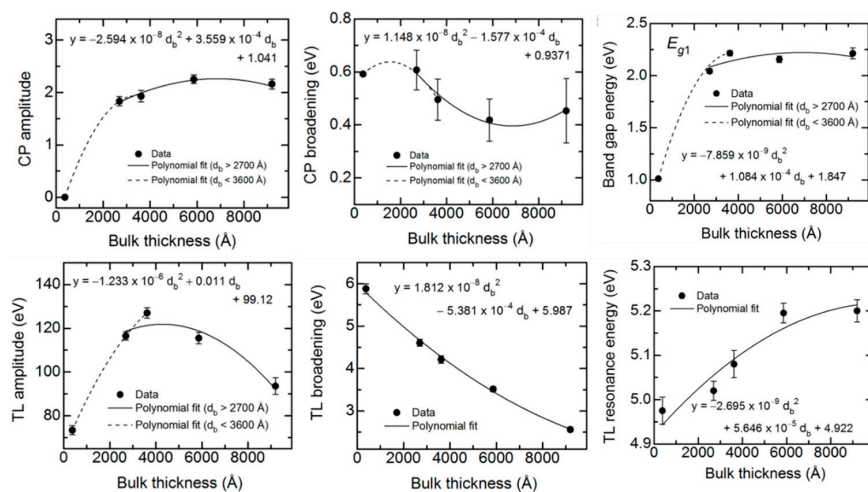 y = −2.594 x 10⁻⁸ d_b² + 3.559 x 10⁻⁴ d_b
+ 1.041
CP amplitude
3
2
1
0
Data
Polynomial fit (d_b > 2700 Å)
Polynomial fit (d_b < 3600 Å)
0 2000 4000 6000 8000
Bulk thickness (Å)
y = 1.148 x 10⁻⁸ d_b² − 1.577 x 10⁻⁴ d_b
+ 0.9371
CP broadening (eV)
0.8
0.6
0.4
0.2
Data
Polynomial fit (d_b > 2700 Å)
Polynomial fit (d_b < 3600 Å)
0 2000 4000 6000 8000
Bulk thickness (Å)
E_g1
Band gap energy (eV)
2.5
2.0
1.5
1.0
Data
Polynomial fit (d_b > 2700 Å)
Polynomial fit (d_b < 3600 Å)
y = −7.859 x 10⁻⁹ d_b²
+ 1.084 x 10⁻⁴ d_b + 1.847
0 2000 4000 6000 8000
Bulk thickness (Å)
y = −1.233 x 10⁻⁶ d_b² + 0.011 d_b
+ 99.12
TL amplitude (eV)
140
120
100
80
Data
Polynomial fit (d_b > 2700 Å)
Polynomial fit (d_b < 3600 Å)
0 2000 4000 6000 8000
Bulk thickness (Å)
y = 1.812 x 10⁻⁸ d_b²
− 5.381 x 10⁻⁴ d_b + 5.987
TL broadening (eV)
6
5
4
3
Data
Polynomial fit
0 2000 4000 6000 8000
Bulk thickness (Å)
TL resonance energy (eV)
5.3
5.2
5.1
5.0
4.9
Data
Polynomial fit
y = −2.695 x 10⁻⁹ d_b²
+ 5.646 x 10⁻⁵ d_b + 4.922
0 2000 4000 6000 8000
Bulk thickness (Å)